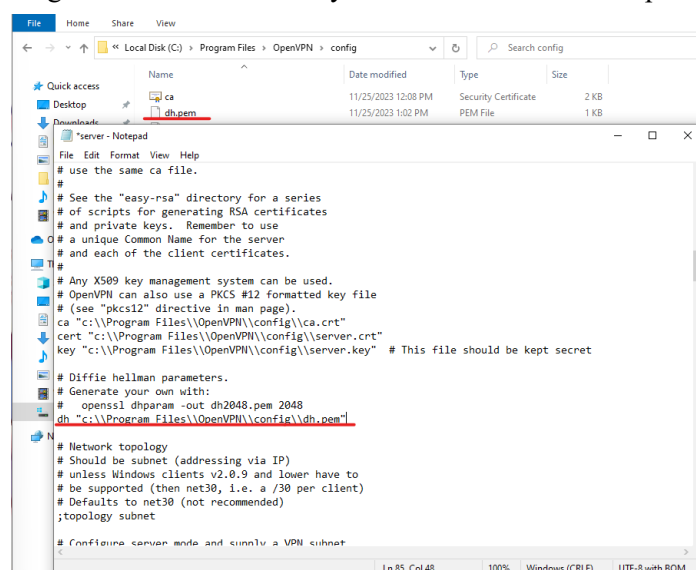 File Home Share View
« Local Disk (C:) > Program Files > OpenVPN > config
Search config
Name Date modified Type Size
Quick access
Desktop
Downloads
ca 11/25/2023 12:08 PM Security Certificate 2 KB
dh.pem 11/25/2023 1:02 PM PEM File 1 KB
*server - Notepad
File Edit Format View Help
# use the same ca file.
#
# See the "easy-rsa" directory for a series
# of scripts for generating RSA certificates
# and private keys.  Remember to use
# a unique Common Name for the server
# and each of the client certificates.
#
# Any X509 key management system can be used.
# OpenVPN can also use a PKCS #12 formatted key file
# (see "pkcs12" directive in man page).
ca "c:\\Program Files\\OpenVPN\\config\\ca.crt"
cert "c:\\Program Files\\OpenVPN\\config\\server.crt"
key "c:\\Program Files\\OpenVPN\\config\\server.key"  # This file should be kept secret
# Diffie hellman parameters.
# Generate your own with:
#   openssl dhparam -out dh2048.pem 2048
dh "c:\\Program Files\\OpenVPN\\config\\dh.pem"
# Network topology
# Should be subnet (addressing via IP)
# unless Windows clients v2.0.9 and lower have to
# be supported (then net30, i.e. a /30 per client)
# Defaults to net30 (not recommended)
;topology subnet
# Configure server mode and supply a VPN subnet
Ln 85, Col 48 100% Windows (CRLF) UTF-8 with BOM